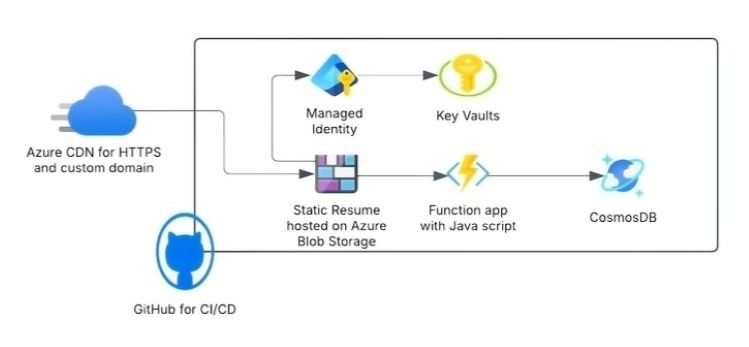 Managed
Identity
Key Vaults
Azure CDN for HTTPS
and custom domain
Static Resume
hosted on Azure
Blob Storage
Function app
with Java script
CosmosDB
GitHub for CI/CD